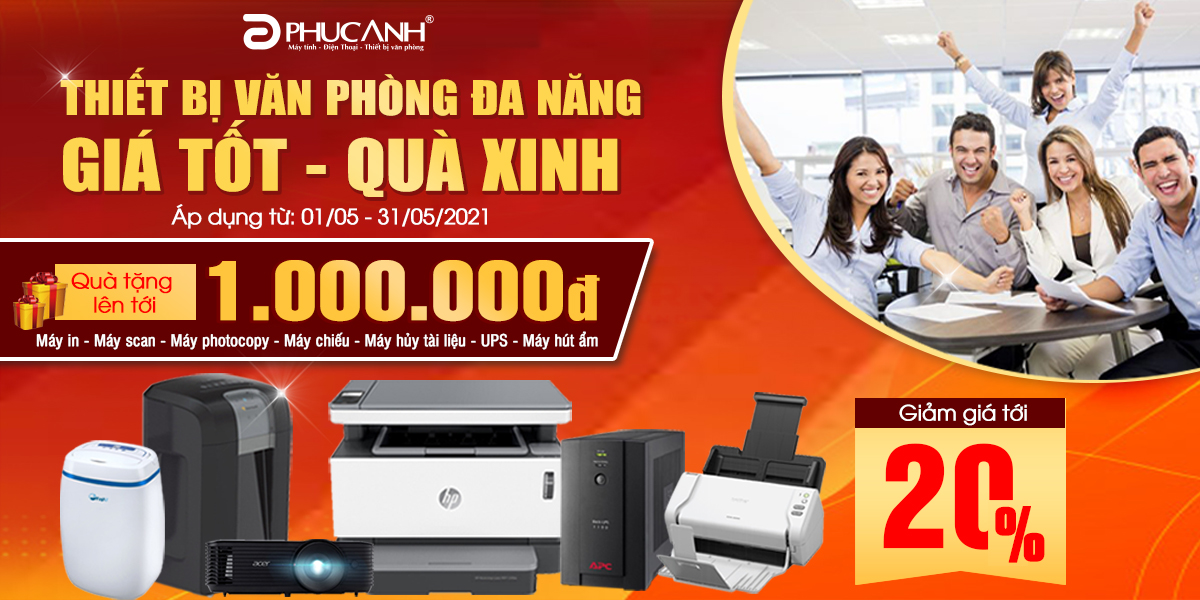 PHUCANH®
Máy tính - Điện Thoại - Thiết bị văn phòng
THIẾT BỊ VĂN PHÒNG ĐA NĂNG
GIÁ TỐT - QUÀ XINH
Áp dụng từ: 01/05 - 31/05/2021
Quà tặng
lên tới
1.000.000đ
Máy in - Máy scan - Máy photocopy - Máy chiếu - Máy hủy tài liệu - UPS - Máy hút ẩm
Giảm giá tới
20%
hp
acer
APC